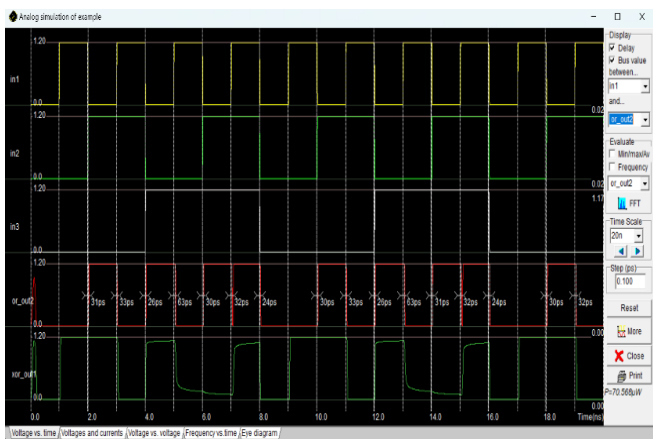 Analog simulation of example
1.20
in1
0.0
0.02
1.20
in2
0.0
0.02
1.20
1.17
in3
0.0
1.20
or_out2
31ps 33ps 26ps 63ps 30ps 32ps 24ps 30ps 33ps 26ps 63ps 31ps 32ps 24ps 30ps 32ps
0.0
0.00
1.20
xor_out1
0.00
0.0 2.0 4.0 6.0 8.0 10.0 12.0 14.0 16.0 18.0 Time(ns)
Voltage vs. time Voltages and currents Voltage vs. voltage Frequency vs.time Eye diagram
Display
Delay
Bus value
between...
in1
and...
or_out2
Evaluate
Min/max/Av
Frequency
or_out2
FFT
Time Scale
20n
Step (ps)
0.100
Reset
More
Close
Print
P=70.568µW